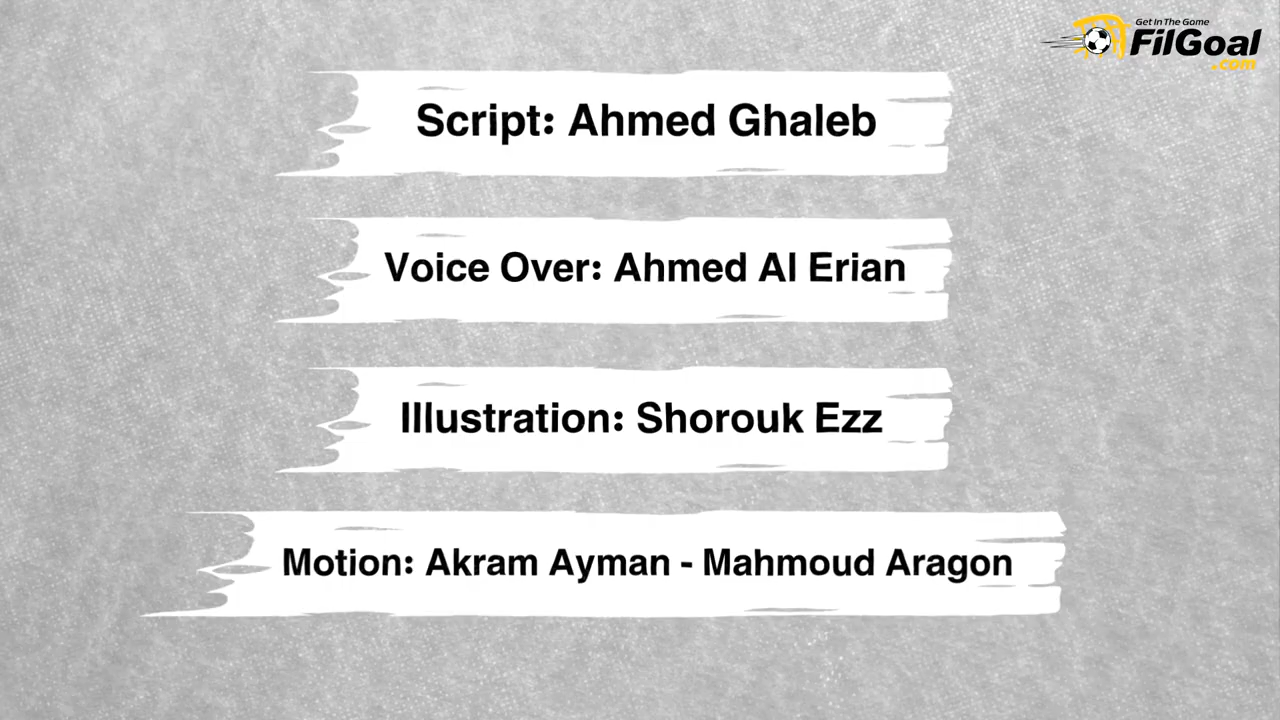 Get In The Game
FilGoal
.com
Script: Ahmed Ghaleb
Voice Over: Ahmed Al Erian
Illustration: Shorouk Ezz
Motion: Akram Ayman - Mahmoud Aragon